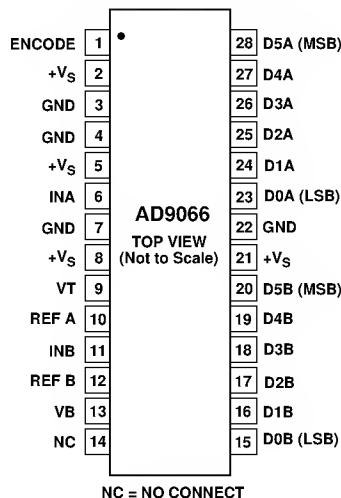 ENCODE 1 28 D5A (MSB)
+VS 2 27 D4A
GND 3 26 D3A
GND 4 25 D2A
+VS 5 24 D1A
INA 6 23 D0A (LSB)
GND 7 22 GND
+VS 8 21 +VS
VT 9 20 D5B (MSB)
REF A 10 19 D4B
INB 11 18 D3B
REF B 12 17 D2B
VB 13 16 D1B
NC 14 15 D0B (LSB)
AD9066
TOP VIEW
(Not to Scale)
NC = NO CONNECT